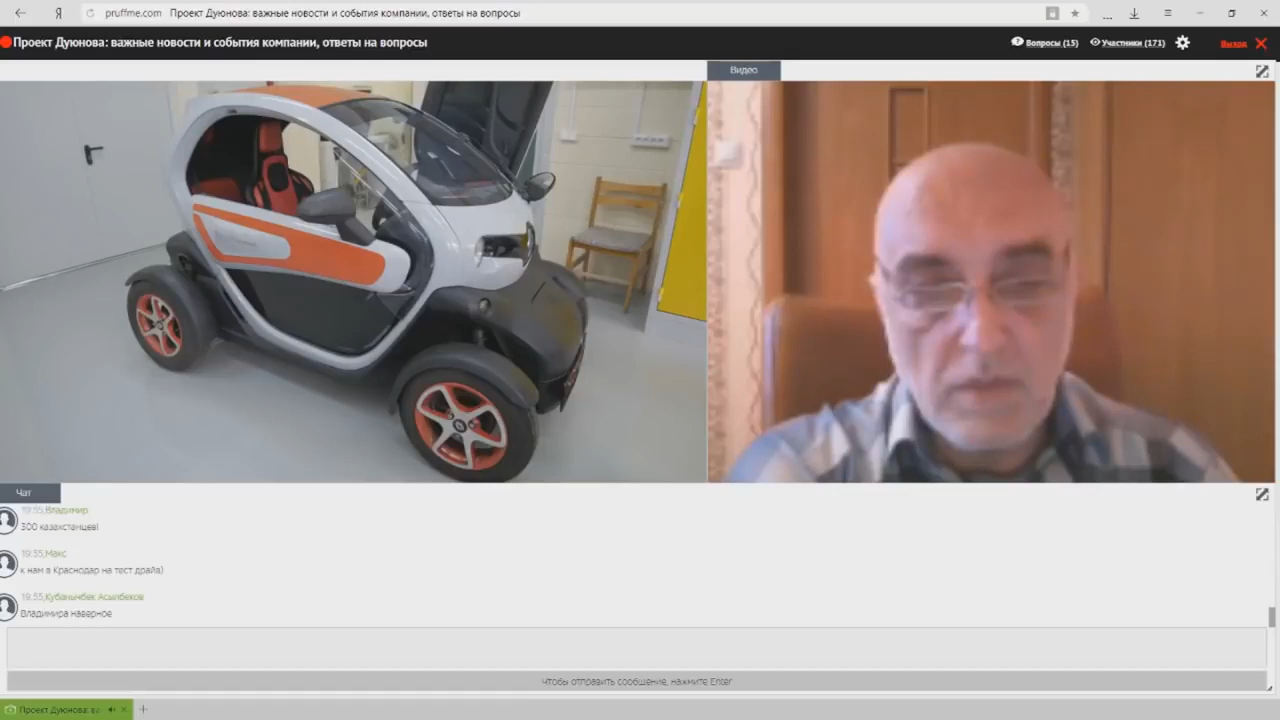 pruffme.com Проект Дуюнова: важные новости и события компании, ответы на вопросы
Проект Дуюнова: важные новости и события компании, ответы на вопросы
Вопросы (15) Участники (171) Выход
Видео
Чат
19:55,Владимир
300 казахстанцев!
19:55,Макс
к нам в Краснодар на тест драйв)
19:55,Кубанычбек Асылбеков
Владимира наверное
Чтобы отправить сообщение, нажмите Enter
Проект Дуюнова: ва